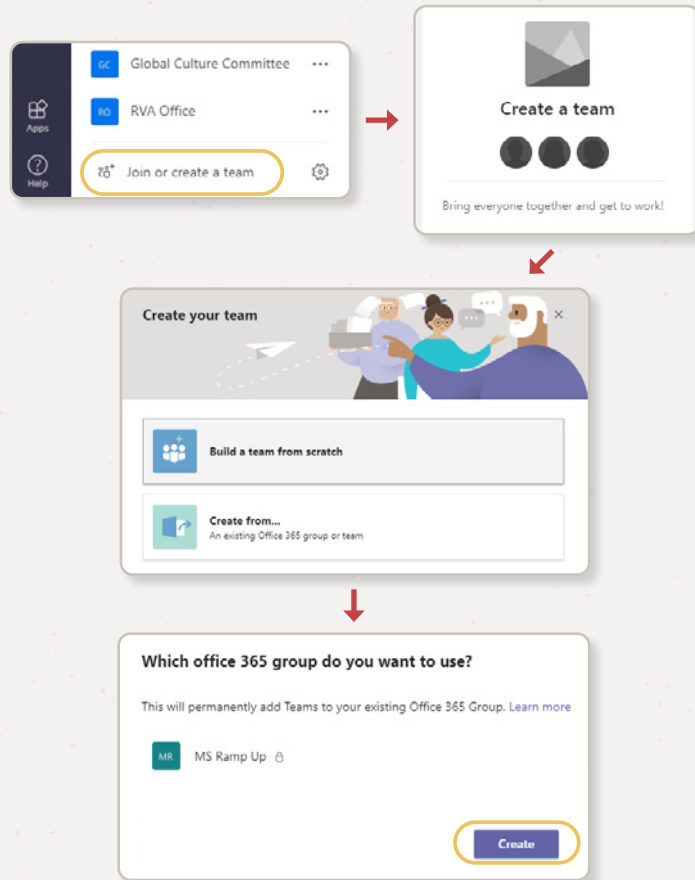 GC Global Culture Committee ...
RO RVA Office ...
Apps
Join or create a team
Help
Create a team
Bring everyone together and get to work!
Create your team
Build a team from scratch
Create from...
An existing Office 365 group or team
Which office 365 group do you want to use?
This will permanently add Teams to your existing Office 365 Group. Learn more
MR MS Ramp Up
Create